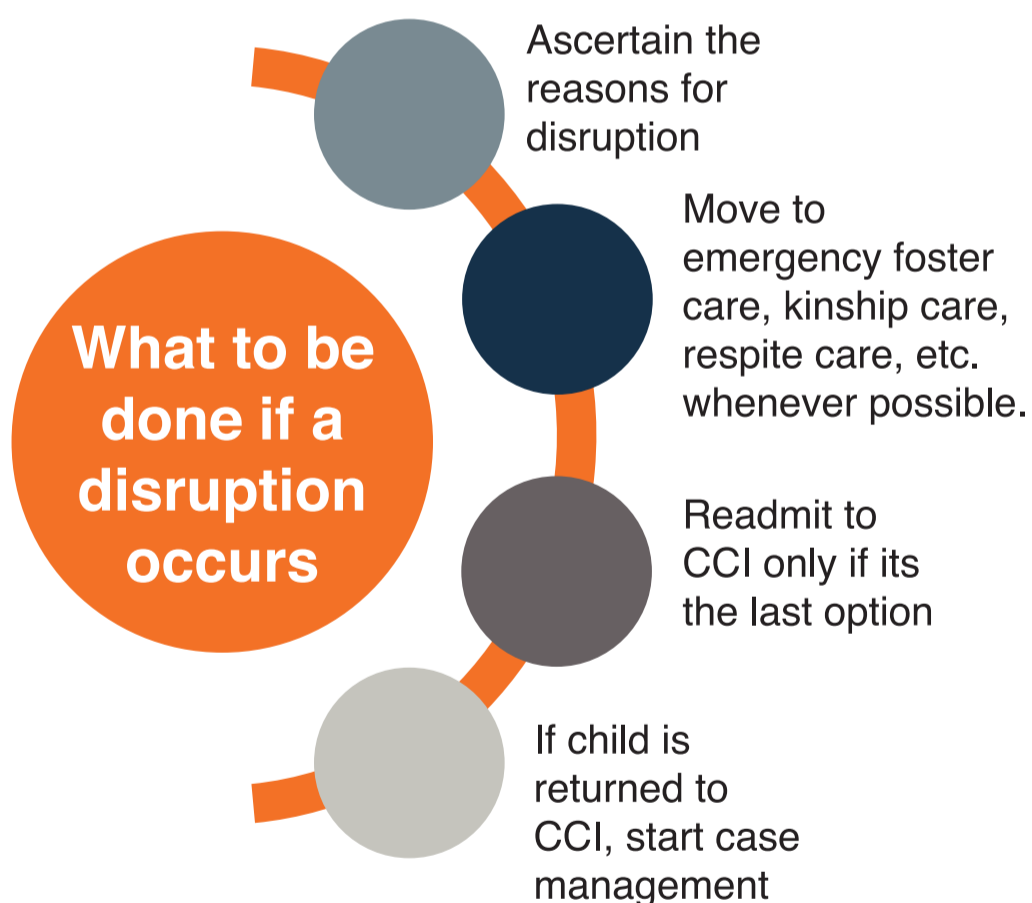 What to be
done if a
disruption
occurs
Ascertain the
reasons for
disruption
Move to
emergency foster
care, kinship care,
respite care, etc.
whenever possible.
Readmit to
CCI only if its
the last option
If child is
returned to
CCI, start case
management